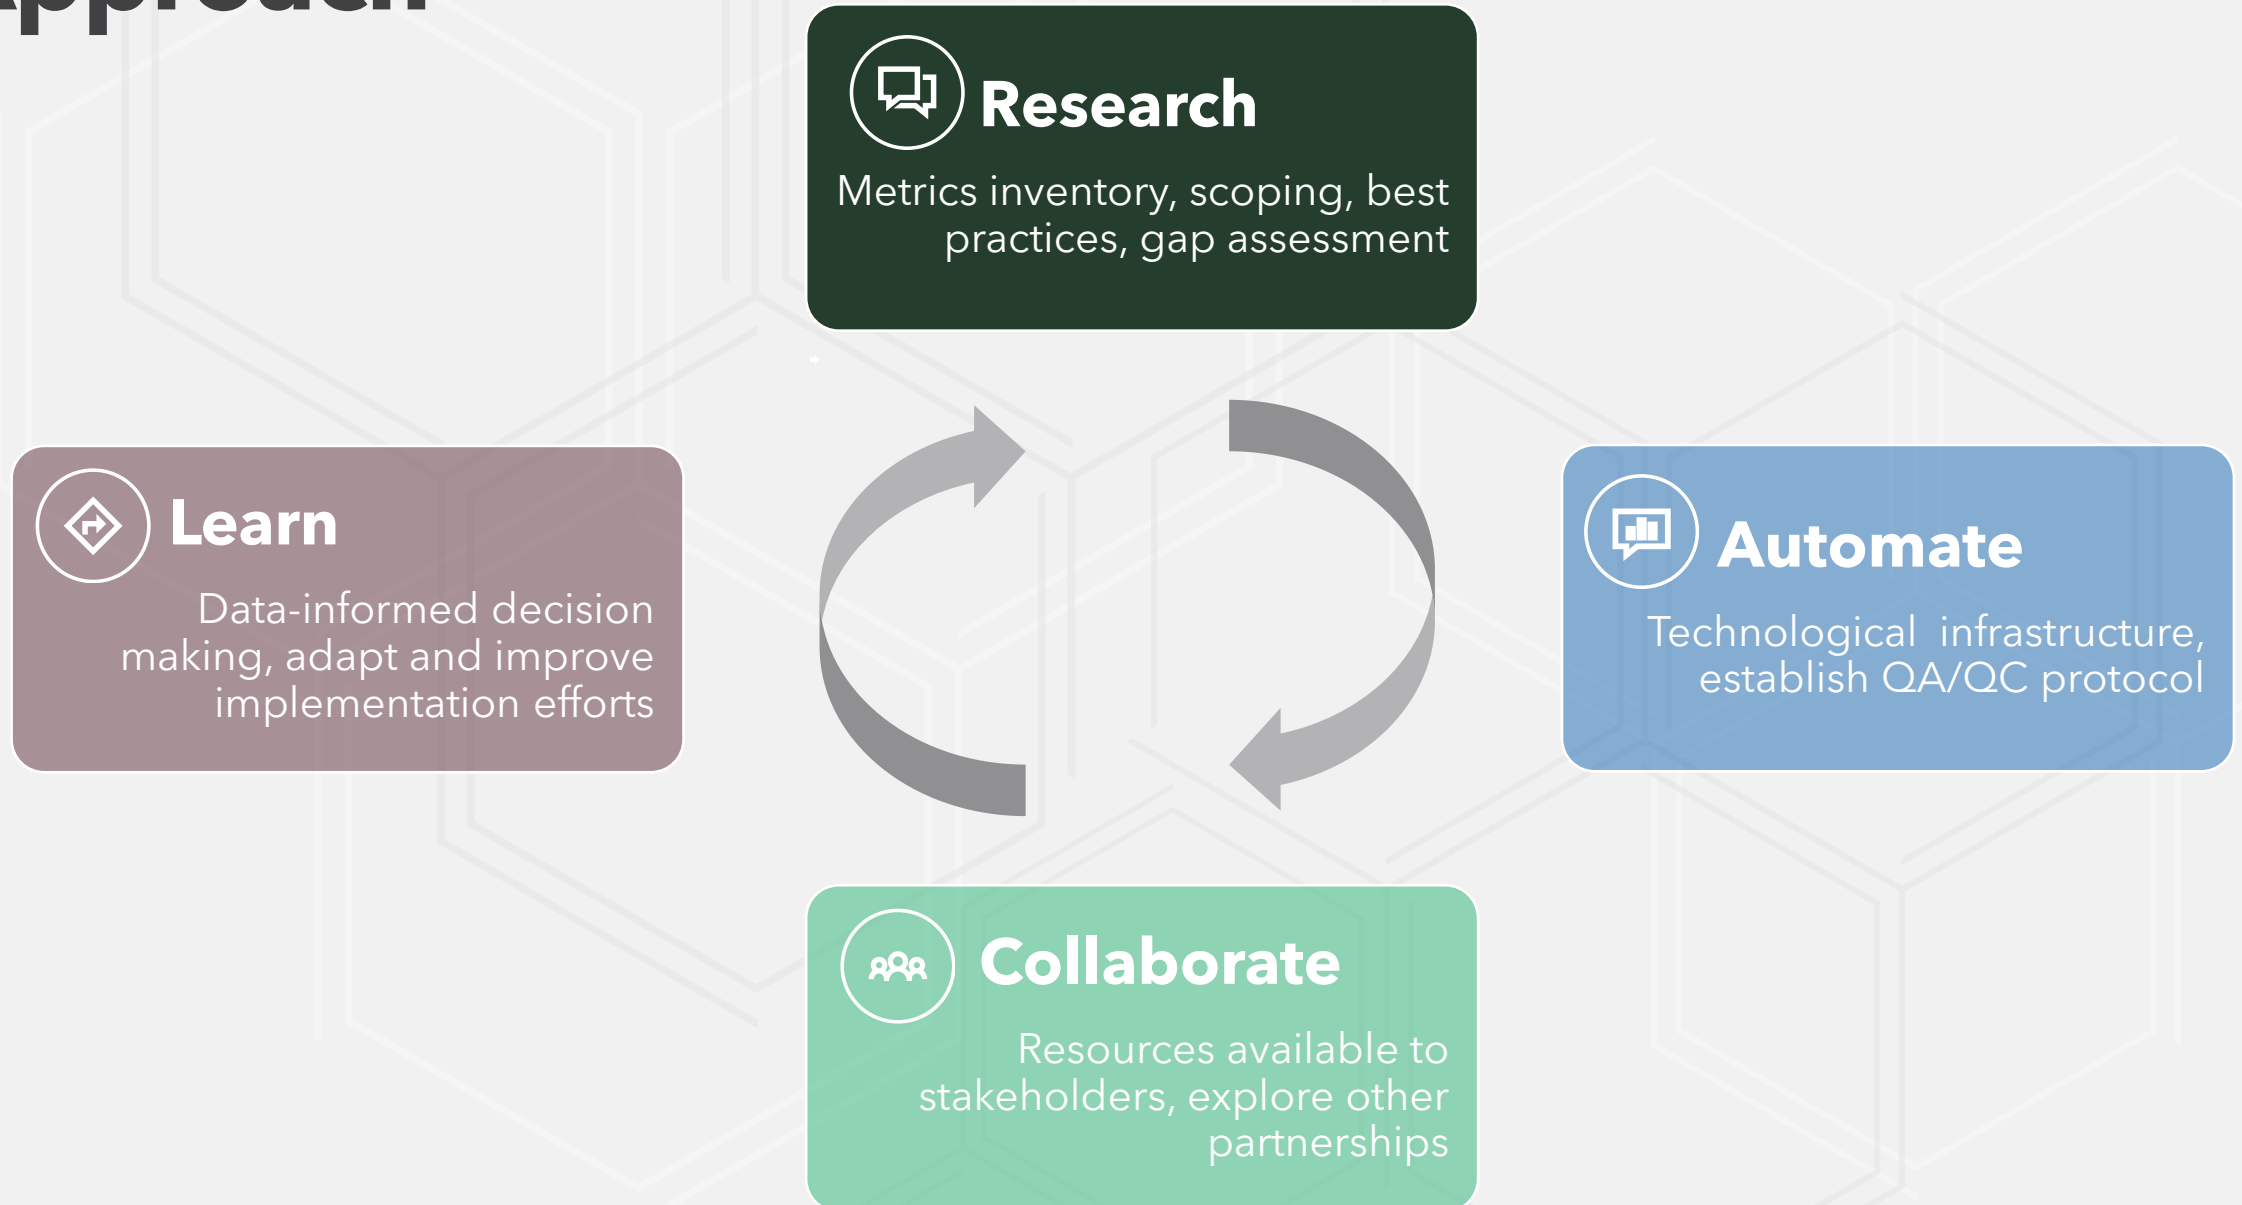 Approach
Research
Metrics inventory, scoping, best
practices, gap assessment
Learn
Data-informed decision
making, adapt and improve
implementation efforts
Automate
Technological  infrastructure,
establish QA/QC protocol
Collaborate
Resources available to
stakeholders, explore other
partnerships